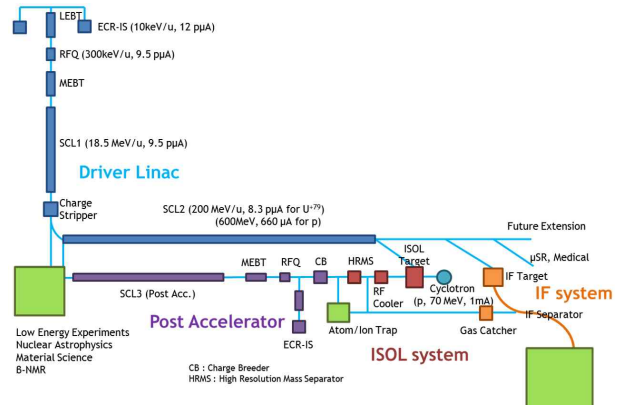 LEBT
ECR-IS (10keV/u, 12 pμA)
RFQ (300keV/u, 9.5 pμA)
MEBT
SCL1 (18.5 MeV/u, 9.5 pμA)
Driver Linac
Charge
Stripper
SCL2 (200 MeV/u, 8.3 pμA for U+79)
(600MeV, 660 μA for p)
Future Extension
μSR, Medical
ISOL
Target
IF Target
MEBT
RFQ
CB
HRMS
RF
Cooler
Cyclotron
(p, 70 MeV, 1mA)
IF system
SCL3 (Post Acc.)
Post Accelerator
IF Separator
ECR-IS
Atom/Ion Trap
Gas Catcher
ISOL system
Low Energy Experiments
Nuclear Astrophysics
Material Science
β-NMR
CB : Charge Breeder
HRMS : High Resolution Mass Separator